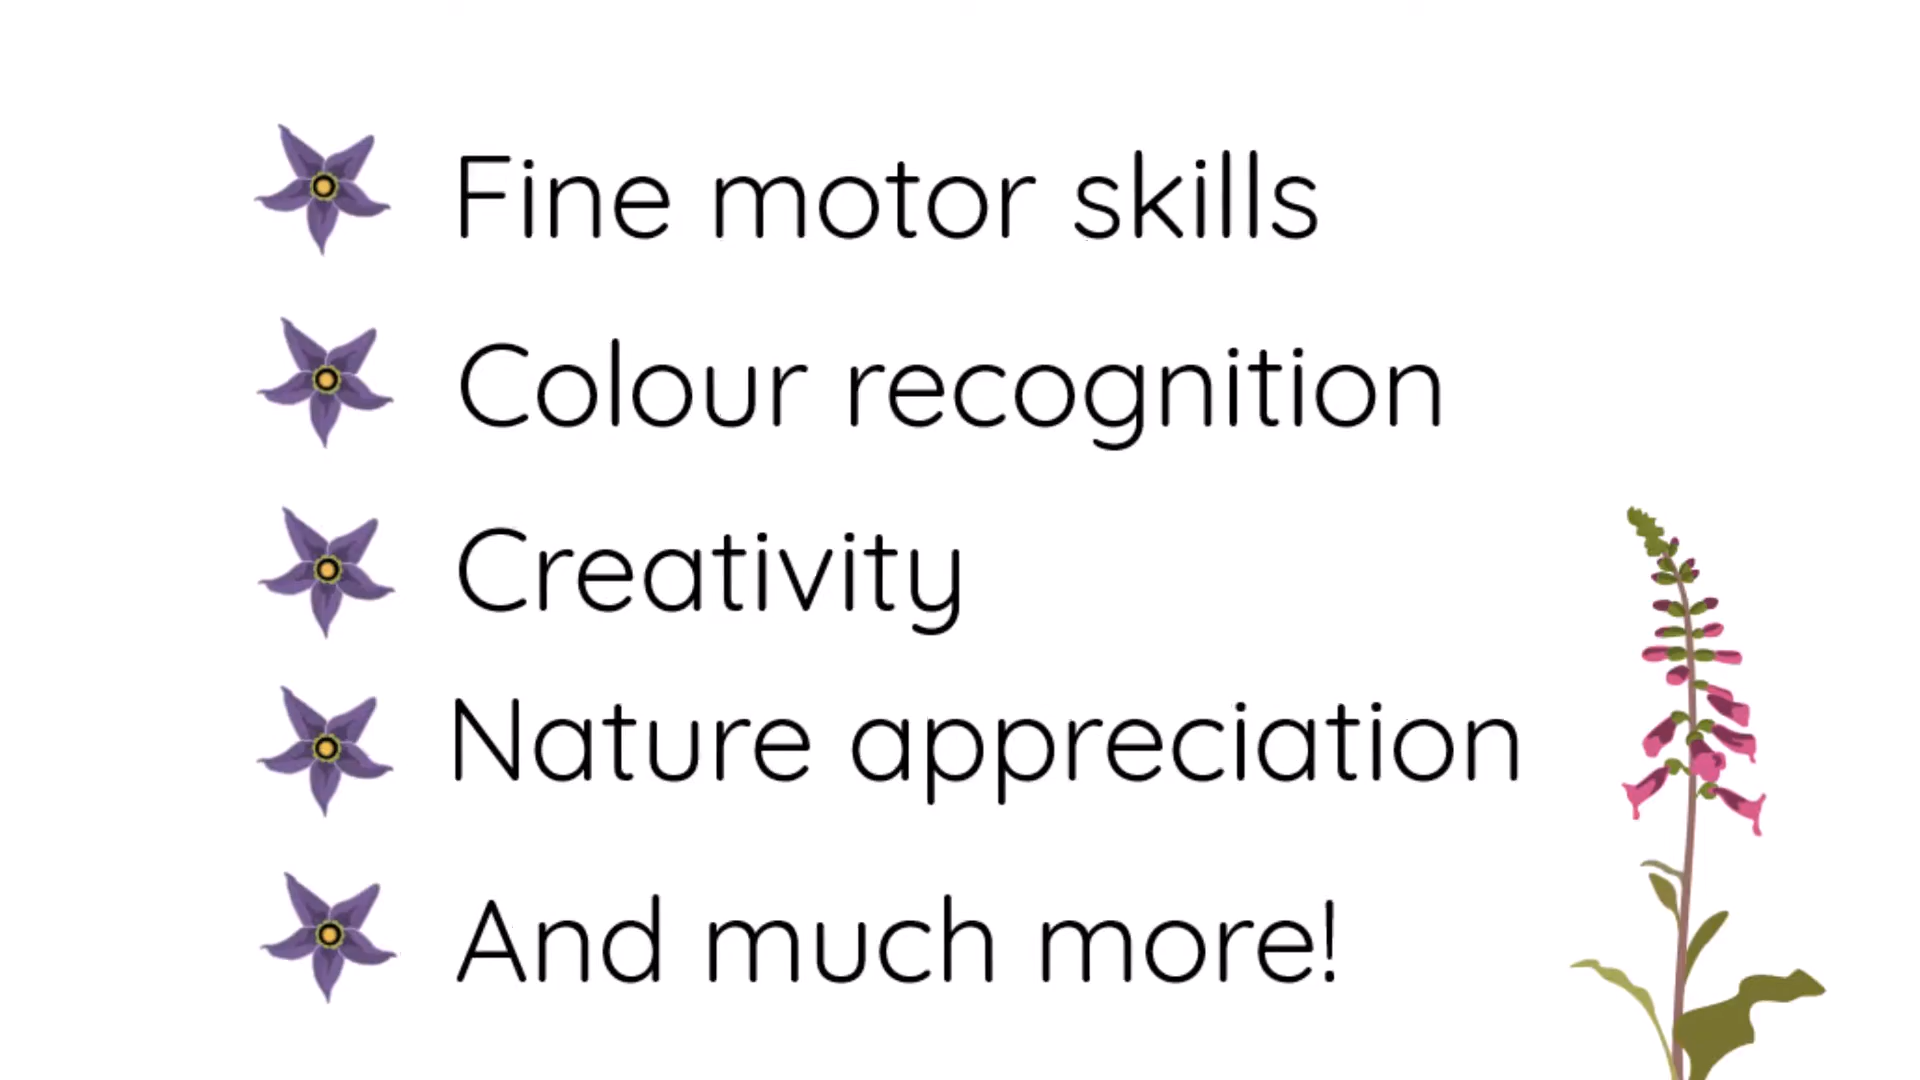 Fine motor skills
Colour recognition
Creativity
Nature appreciation
And much more!